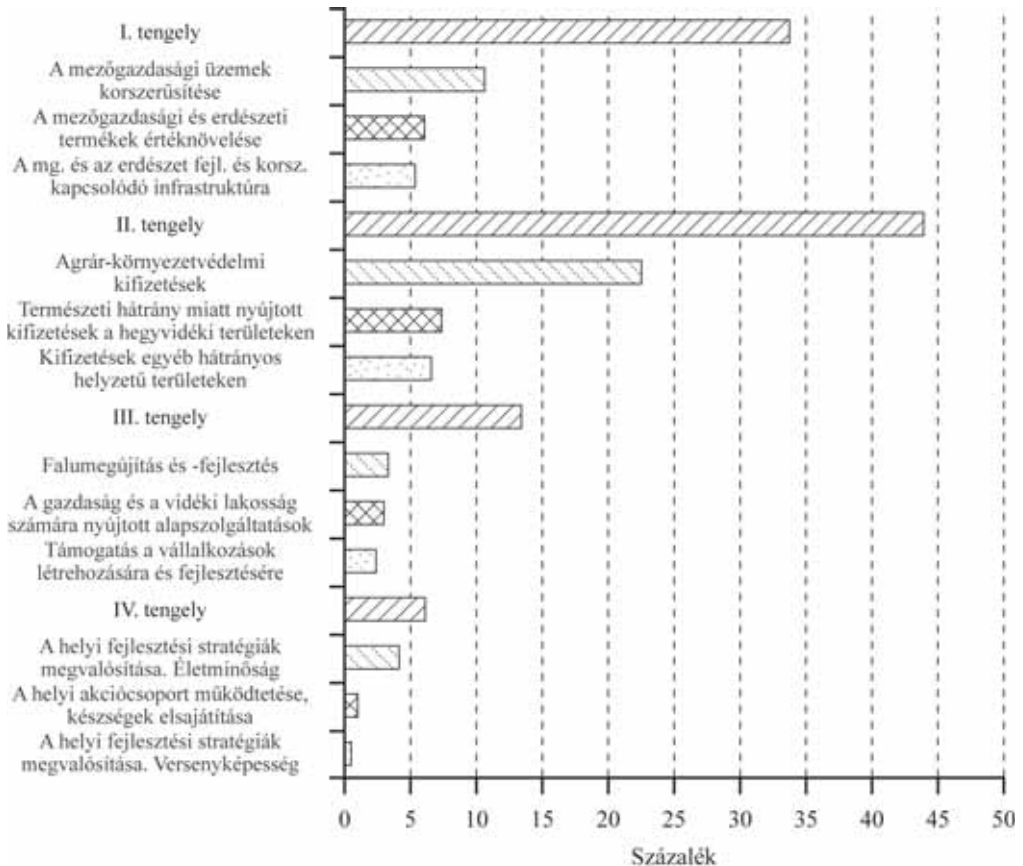 I. tengely
A mezőgazdasági üzemek
korszerűsítése
A mezőgazdasági és erdészeti
termékek értéknövelése
A mg. és az erdészet fejl. és korsz.
kapcsolódó infrastruktúra
II. tengely
Agrár-környezetvédelmi
kifizetések
Természeti hátrány miatt nyújtott
kifizetések a hegyvidéki területeken
Kifizetések egyéb hátrányos
helyzetű területeken
III. tengely
Falumegújítás és -fejlesztés
A gazdaság és a vidéki lakosság
számára nyújtott alapszolgáltatások
Támogatás a vállalkozások
létrehozására és fejlesztésére
IV. tengely
A helyi fejlesztési stratégiák
megvalósítása. Életminőság
A helyi akciócsoport működtetése,
készségek elsajátítása
A helyi fejlesztési stratégiák
megvalósítása. Versenyképesség
0 5 10 15 20 25 30 35 40 45 50
Százalék